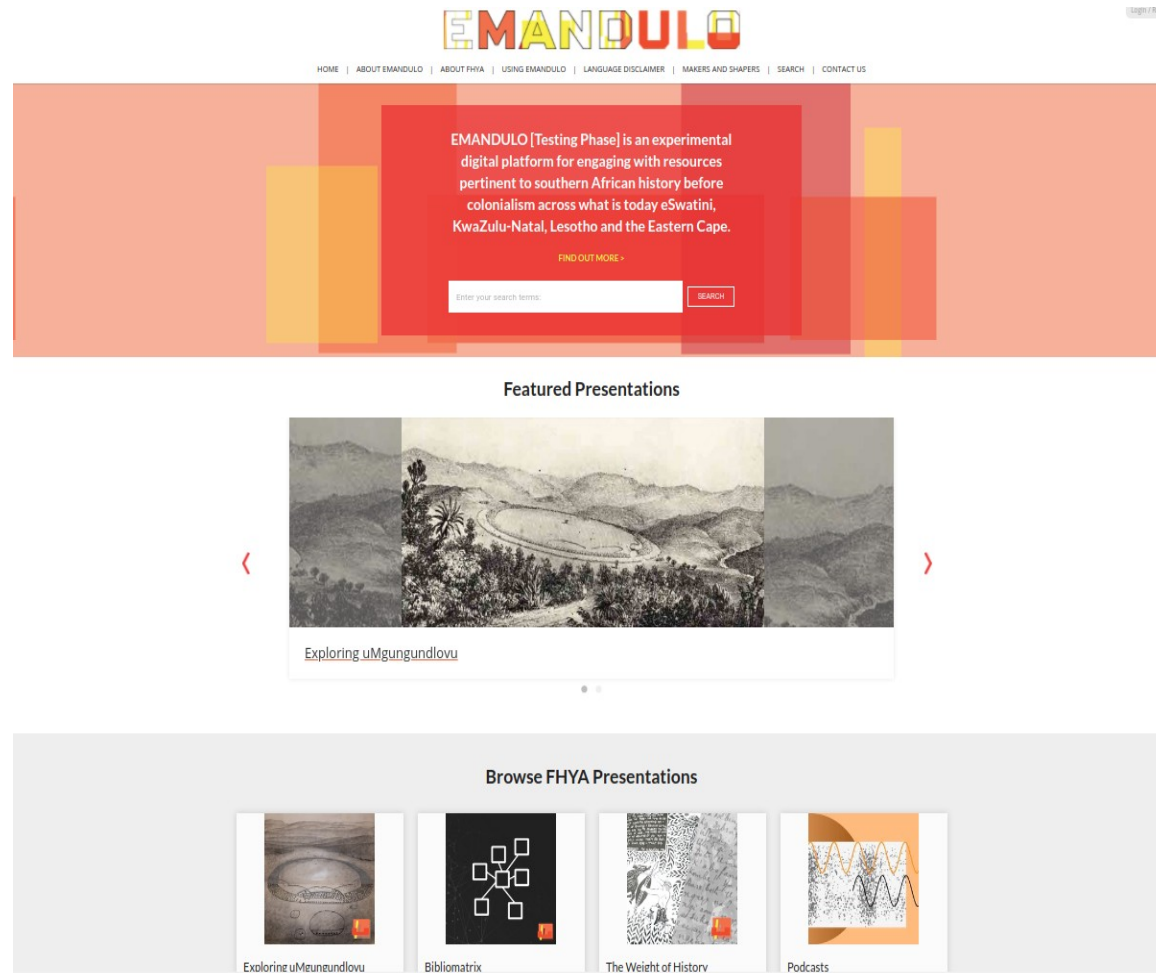 EMANDULO
Login / R
HOME | ABOUT EMANDULO | ABOUT FHYA | USING EMANDULO | LANGUAGE DISCLAIMER | MAKERS AND SHAPERS | SEARCH | CONTACT US
EMANDULO [Testing Phase] is an experimental
digital platform for engaging with resources
pertinent to southern African history before
colonialism across what is today eSwatini,
KwaZulu-Natal, Lesotho and the Eastern Cape.
FIND OUT MORE >
Enter your search terms:
SEARCH
Featured Presentations
Exploring uMgungundlovu
Browse FHYA Presentations
Exploring uMgungundlovu
Bibliomatrix
The Weight of History
Podcasts